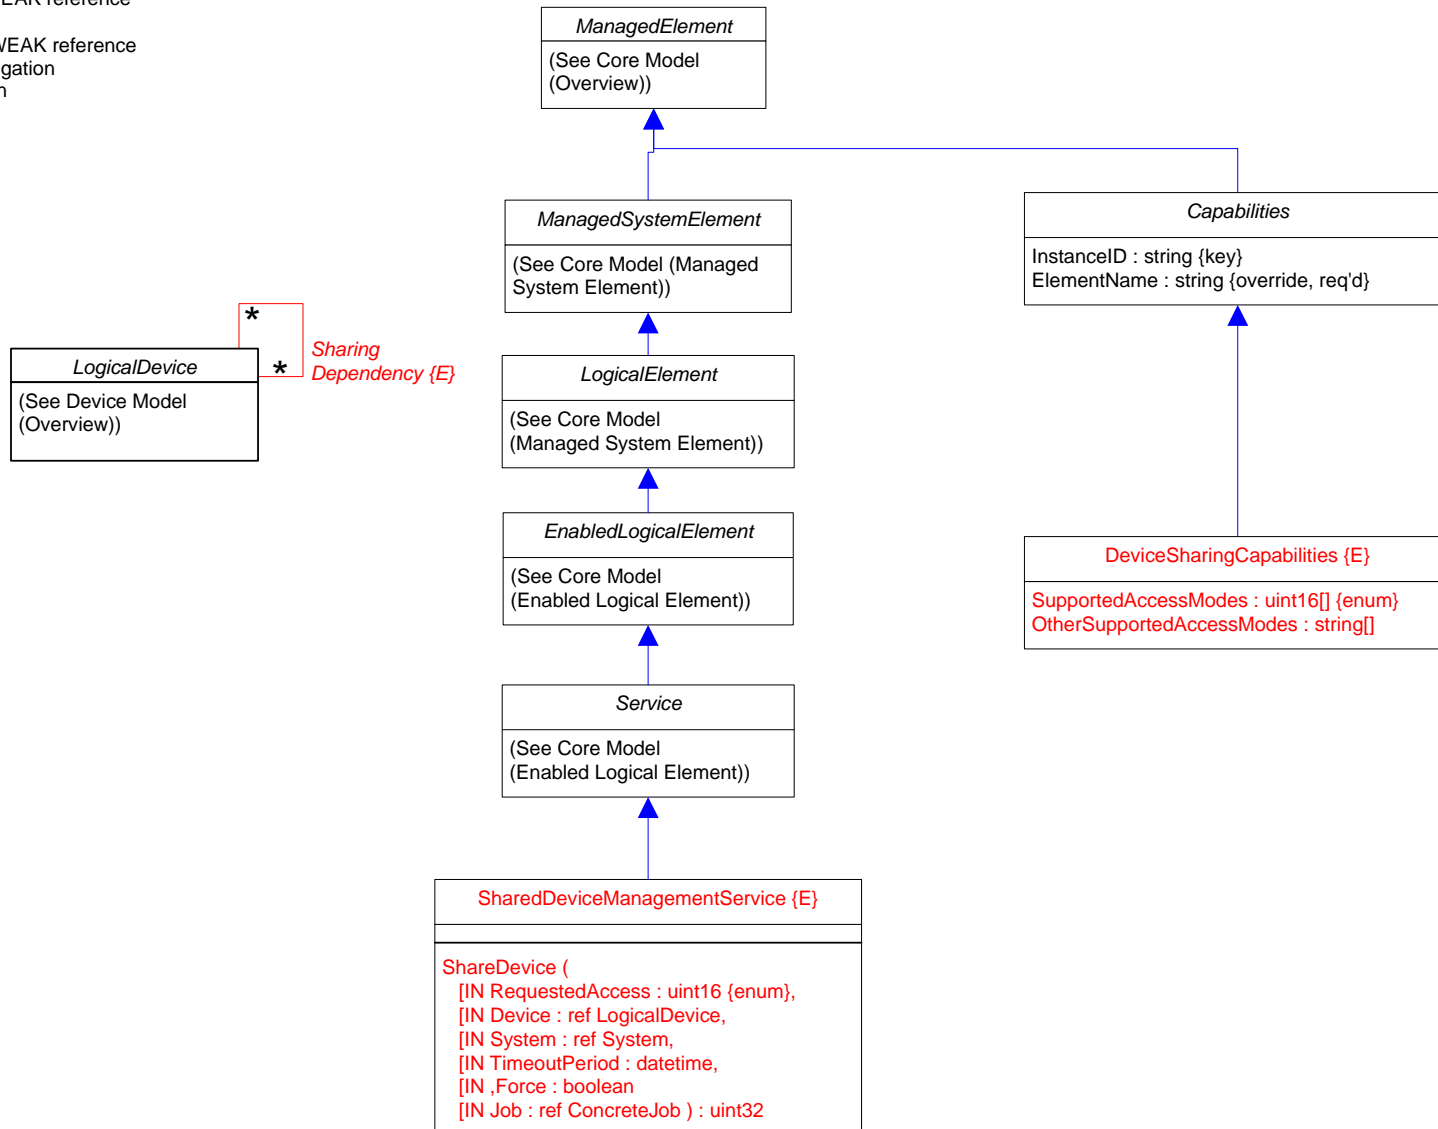 reference
WEAK reference
ManagedElement
(See Core Model
(Overview))
ManagedSystemElement
(See Core Model (Managed
System Element))
Capabilities
InstanceID : string {key}
ElementName : string {override, req'd}
*
*
Sharing
Dependency {E}
LogicalDevice
(See Device Model
(Overview))
LogicalElement
(See Core Model
(Managed System Element))
EnabledLogicalElement
(See Core Model
(Enabled Logical Element))
DeviceSharingCapabilities {E}
SupportedAccessModes : uint16[] {enum}
OtherSupportedAccessModes : string[]
Service
(See Core Model
(Enabled Logical Element))
SharedDeviceManagementService {E}
ShareDevice (
[IN RequestedAccess : uint16 {enum},
[IN Device : ref LogicalDevice,
[IN System : ref System,
[IN TimeoutPeriod : datetime,
[IN ,Force : boolean
[IN Job : ref ConcreteJob ) : uint32